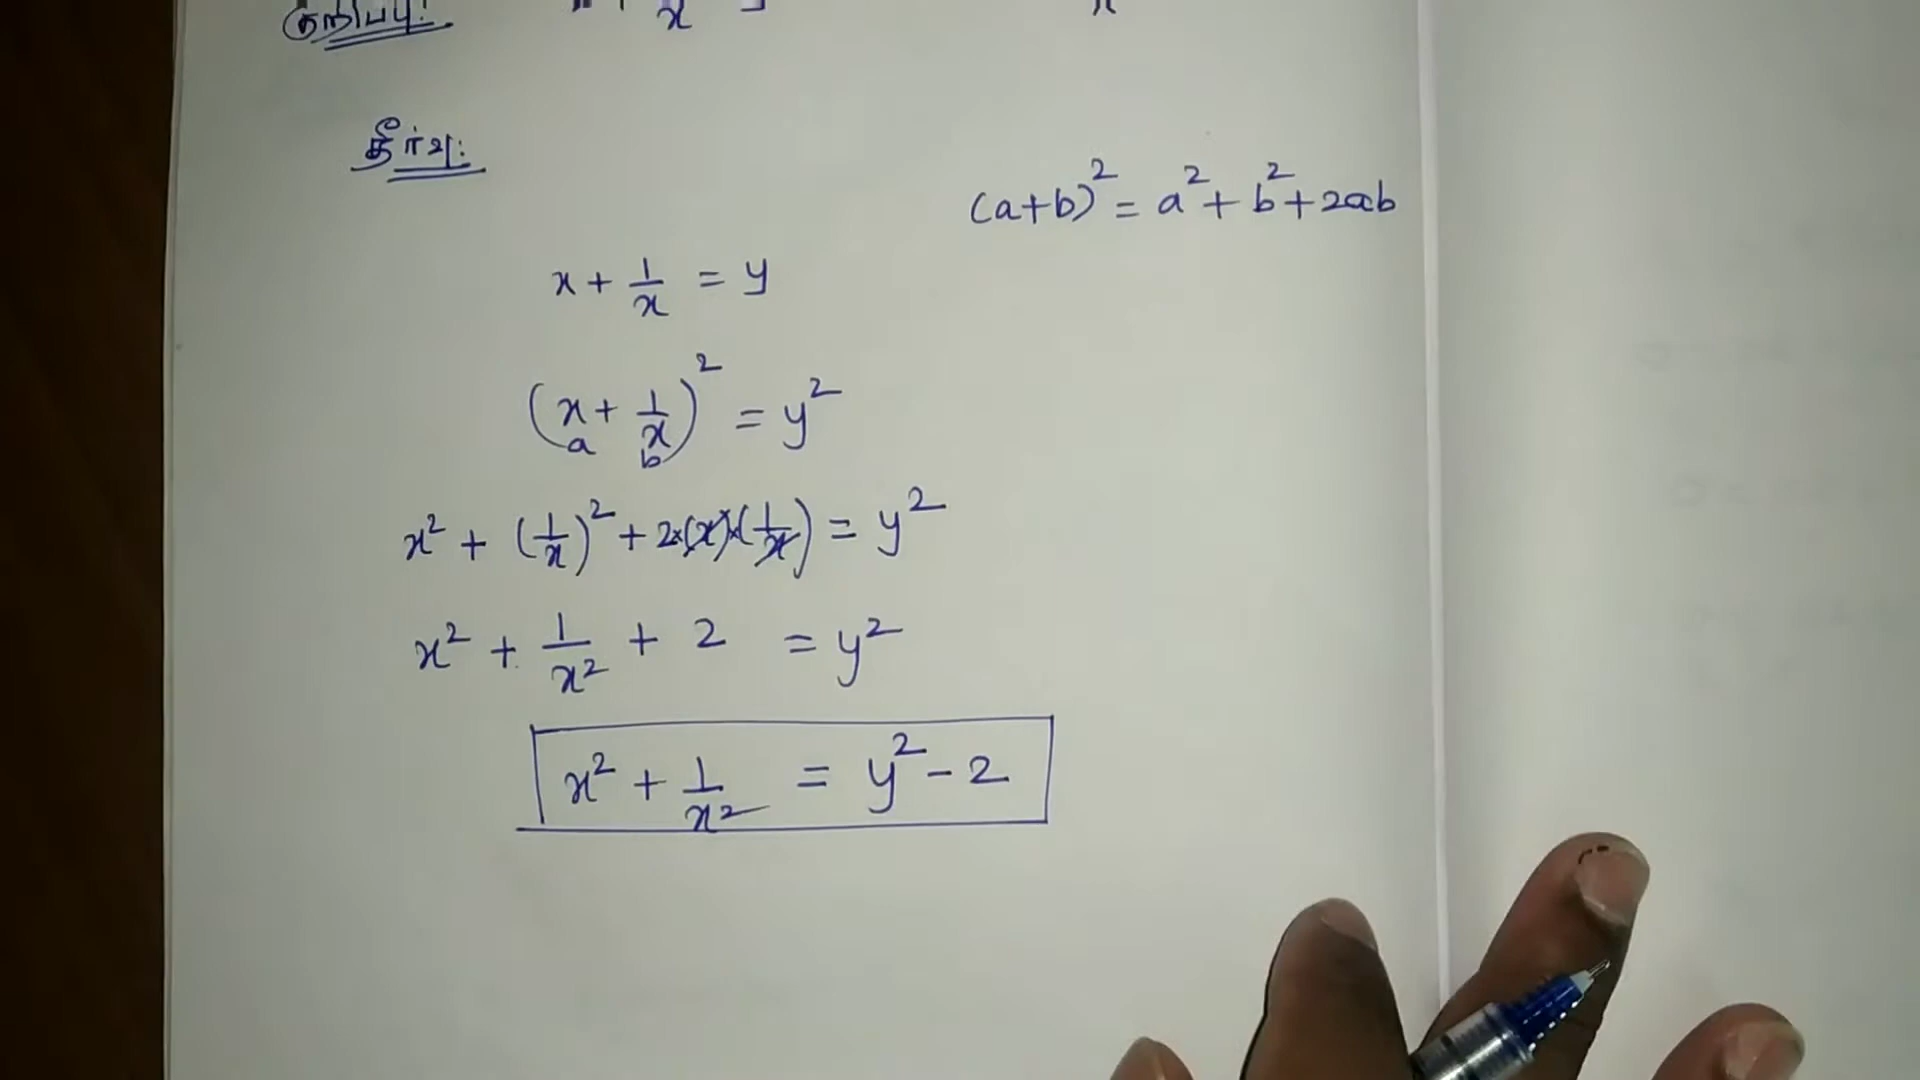 குறிப்பு:
தீர்வு:
(a+b)² = a² + b² + 2ab
x + 1/x = y
(x + 1/x)² = y²
a b
x² + (1/x)² + 2×(x)×(1/x) = y²
x² + 1/x² + 2 = y²
x² + 1/x² = y² - 2